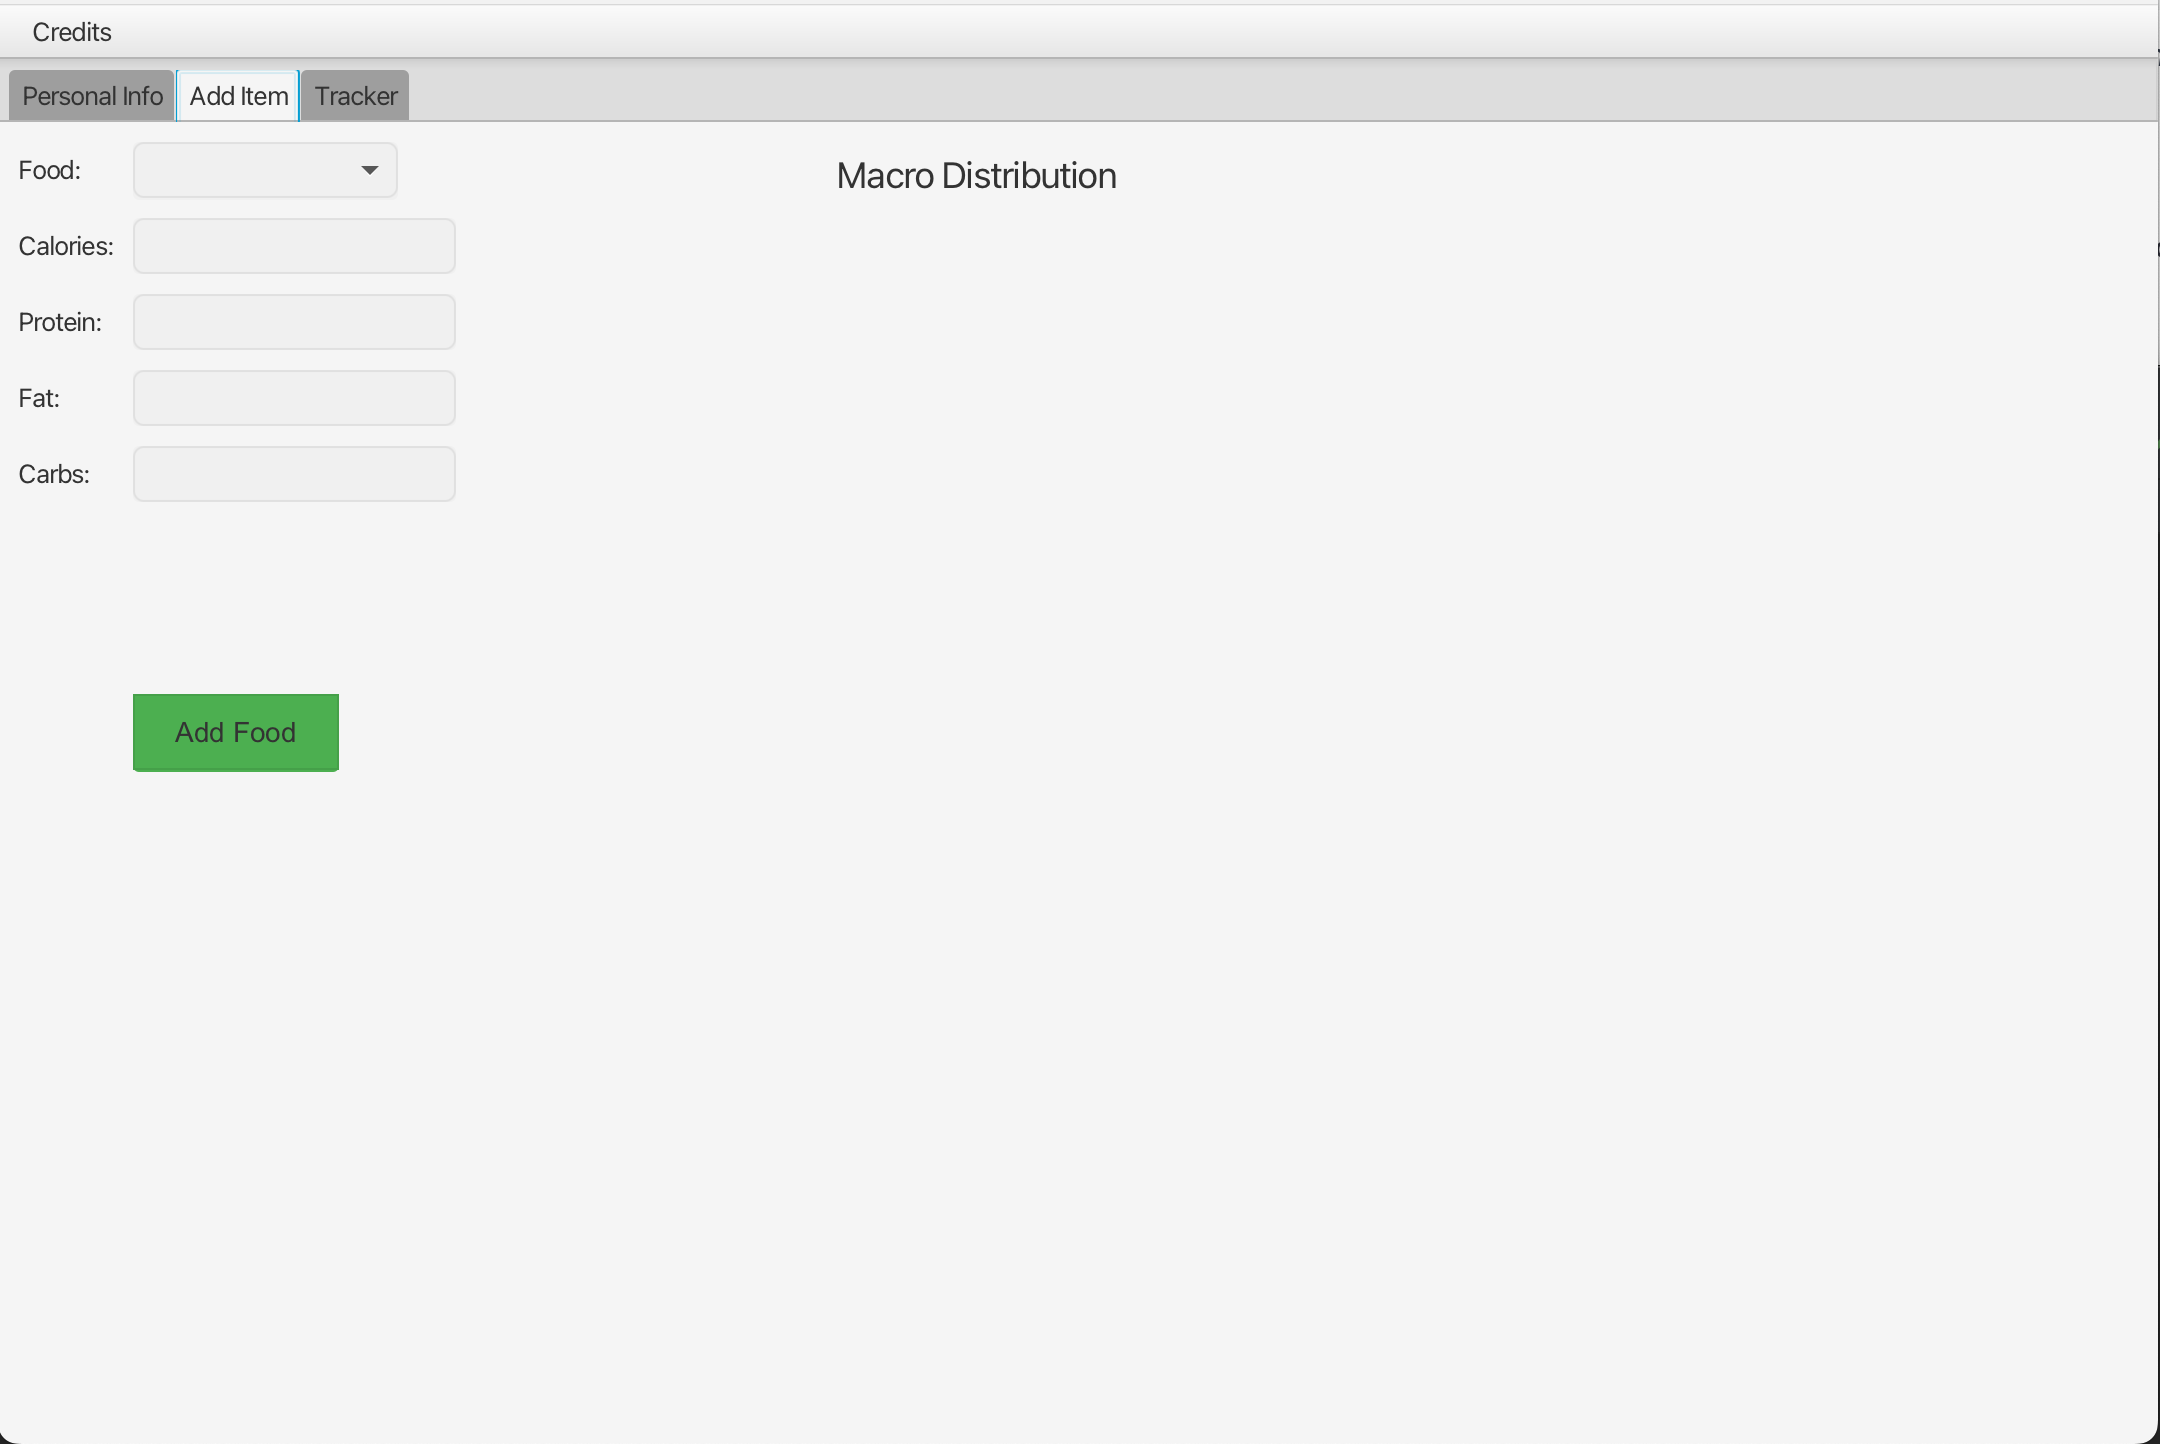 Credits
Personal Info Add Item Tracker
Food:
Macro Distribution
Calories:
Protein:
Fat:
Carbs:
Add Food